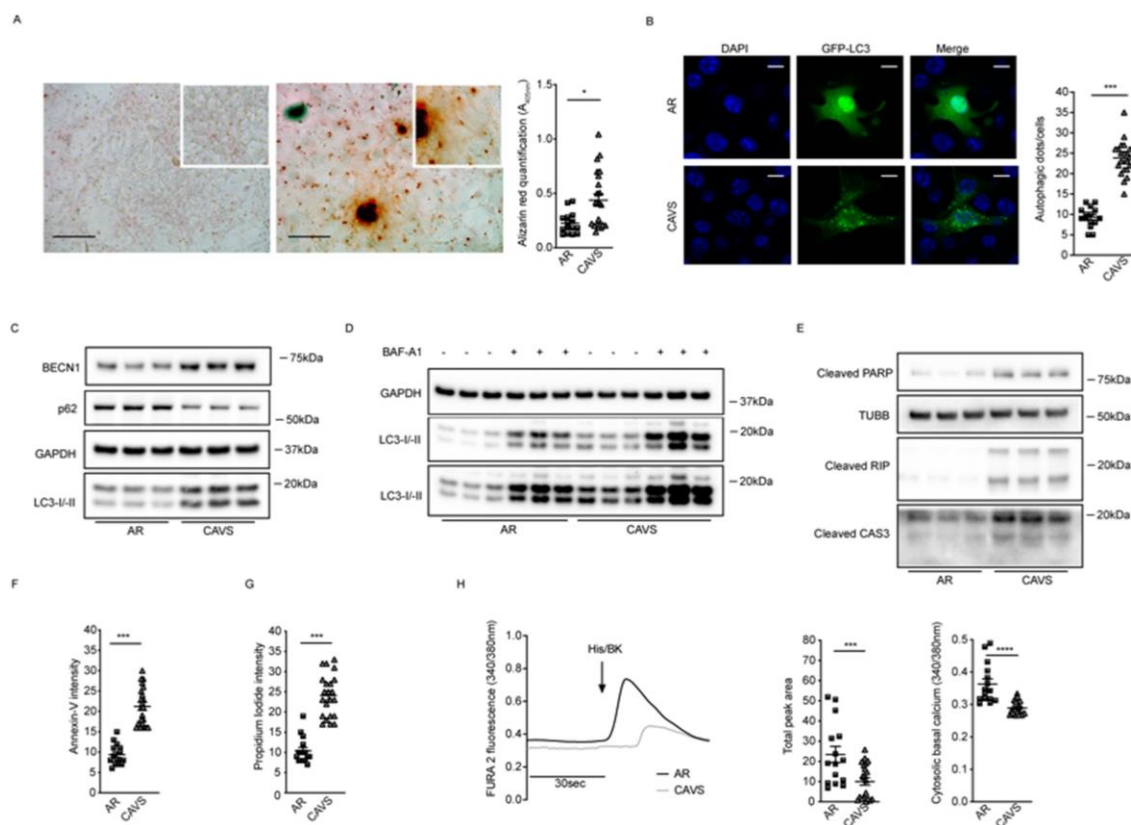 A
Alizarin red quantification (A405nm)
1.5
1.0
0.5
0.0
*
AR
CAVS
B
DAPI
GFP-LC3
Merge
AR
CAVS
Autophagic dots/cells
40
35
30
25
20
15
10
5
0
***
AR
CAVS
C
BECN1
75kDa
p62
50kDa
GAPDH
37kDa
LC3-I/-II
20kDa
AR
CAVS
D
BAF-A1
- - - + + + - - - + + +
GAPDH
37kDa
LC3-I/-II
20kDa
LC3-I/-II
20kDa
AR
CAVS
E
Cleaved PARP
75kDa
TUBB
50kDa
Cleaved RIP
20kDa
Cleaved CAS3
20kDa
AR
CAVS
F
Annexin-V intensity
40
35
30
25
20
15
10
5
0
***
AR
CAVS
G
Propidium Iodide intensity
40
35
30
25
20
15
10
5
0
***
AR
CAVS
H
FURA 2 fluorescence (340/380nm)
1.0
0.8
0.6
0.4
0.2
0.0
His/BK
30sec
AR
CAVS
Total peak area
80
70
60
50
40
30
20
10
0
***
AR
CAVS
Cytosolic basal calcium (340/380nm)
0.5
0.4
0.3
0.2
0.1
0.0
****
AR
CAVS